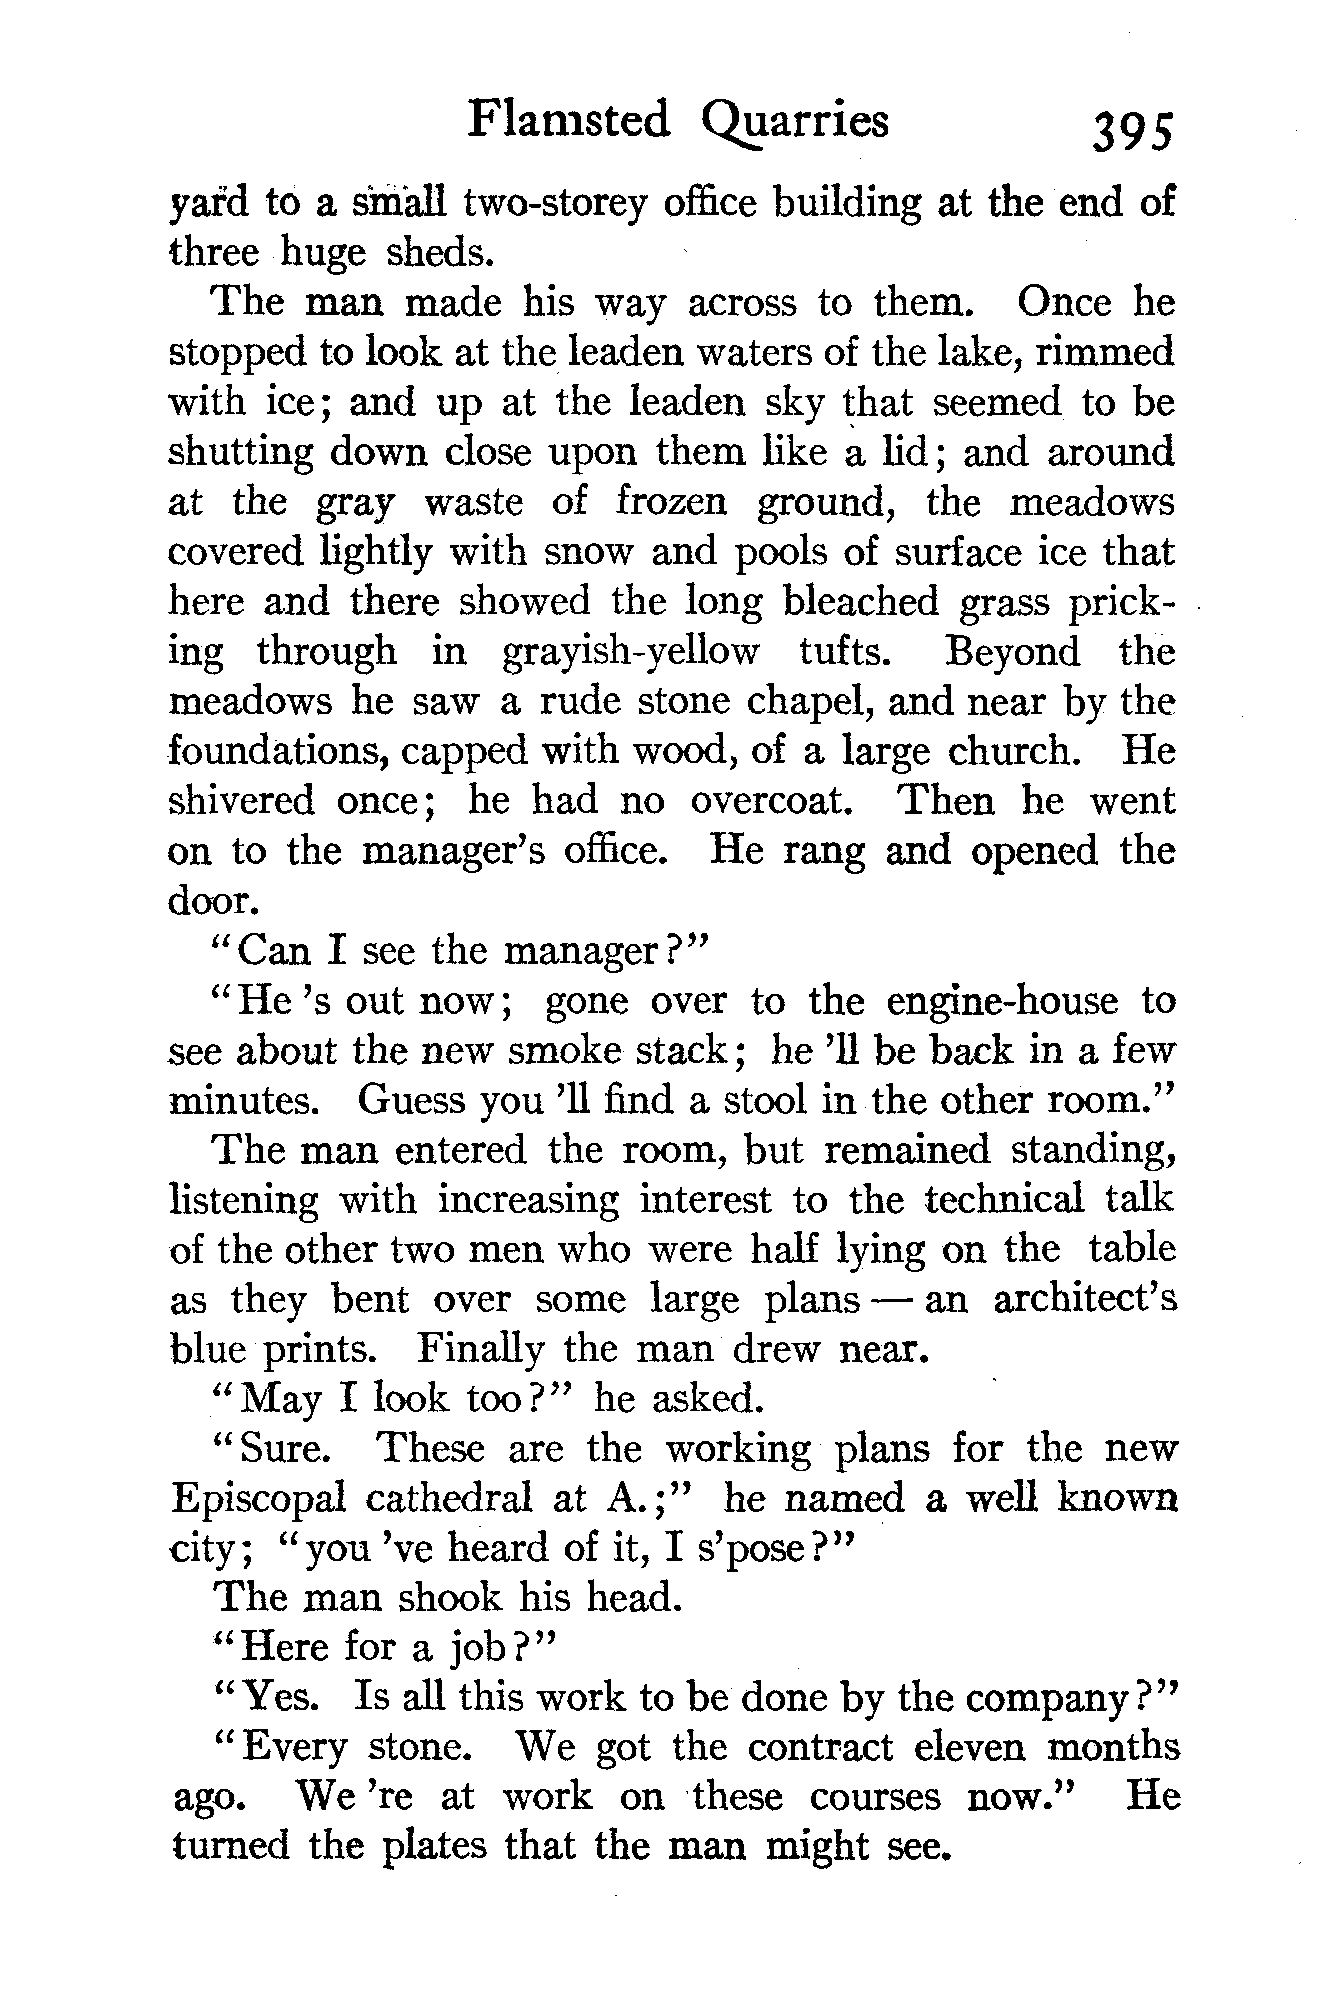 Flamsted Quarries 395
yard to a small two-storey office building at the end of
three huge sheds.
The man made his way across to them. Once he
stopped to look at the leaden waters of the lake, rimmed
with ice; and up at the leaden sky that seemed to be
shutting down close upon them like a lid; and around
at the gray waste of frozen ground, the meadows
covered lightly with snow and pools of surface ice that
here and there showed the long bleached grass prick-
ing through in grayish-yellow tufts. Beyond the
meadows he saw a rude stone chapel, and near by the
foundations, capped with wood, of a large church. He
shivered once; he had no overcoat. Then he went
on to the manager's office. He rang and opened the
door.
"Can I see the manager?"
"He 's out now; gone over to the engine-house to
see about the new smoke stack; he 'll be back in a few
minutes. Guess you 'll find a stool in the other room."
The man entered the room, but remained standing,
listening with increasing interest to the technical talk
of the other two men who were half lying on the table
as they bent over some large plans — an architect's
blue prints. Finally the man drew near.
"May I look too?" he asked.
"Sure. These are the working plans for the new
Episcopal cathedral at A.;" he named a well known
city; "you 've heard of it, I s'pose?"
The man shook his head.
"Here for a job?"
"Yes. Is all this work to be done by the company?"
"Every stone. We got the contract eleven months
ago. We 're at work on these courses now." He
turned the plates that the man might see.